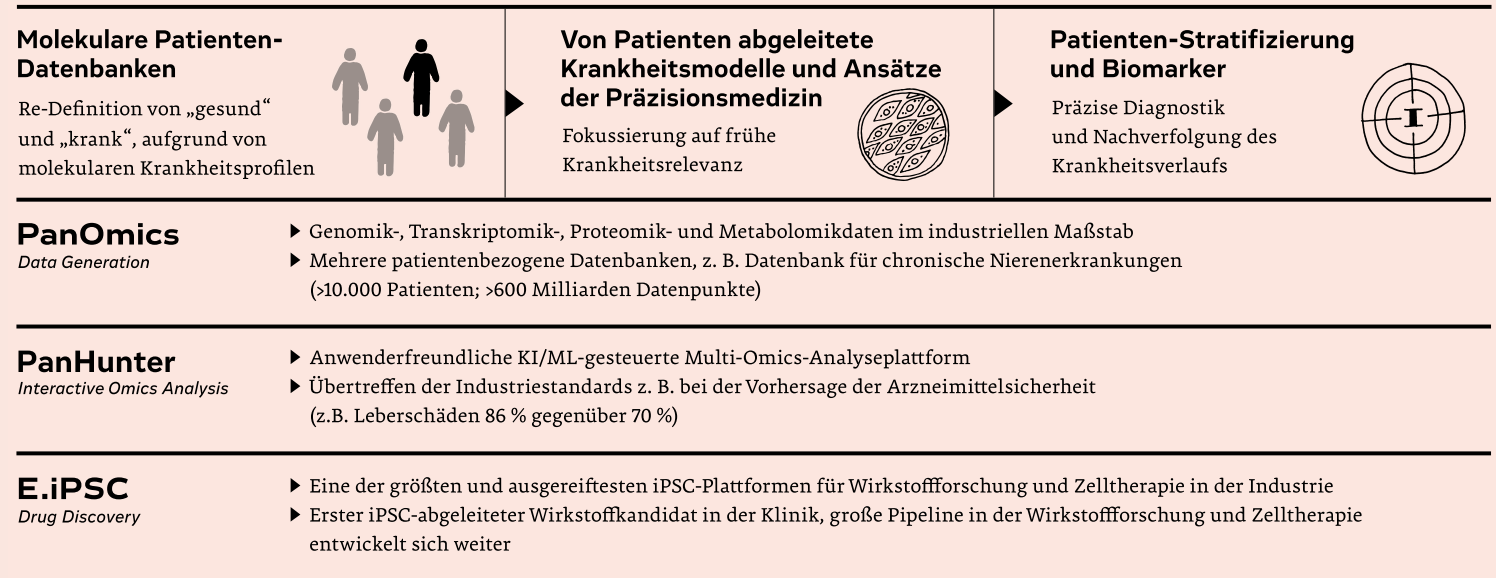 Molekulare Patienten-
Datenbanken
Re-Definition von „gesund“
und „krank“, aufgrund von
molekularen Krankheitsprofilen
Von Patienten abgeleitete
Krankheitsmodelle und Ansätze
der Präzisionsmedizin
Fokussierung auf frühe
Krankheitsrelevanz
Patienten-Stratifizierung
und Biomarker
Präzise Diagnostik
und Nachverfolgung des
Krankheitsverlaufs
I
PanOmics
Data Generation
Genomik-, Transkriptomik-, Proteomik- und Metabolomikdaten im industriellen Maßstab
Mehrere patientenbezogene Datenbanken, z. B. Datenbank für chronische Nierenerkrankungen
(>10.000 Patienten; >600 Milliarden Datenpunkte)
PanHunter
Interactive Omics Analysis
Anwenderfreundliche KI/ML-gesteuerte Multi-Omics-Analyseplattform
Übertreffen der Industriestandards z. B. bei der Vorhersage der Arzneimittelsicherheit
(z.B. Leberschäden 86 % gegenüber 70 %)
E.iPSC
Drug Discovery
Eine der größten und ausgereiftesten iPSC-Plattformen für Wirkstoffforschung und Zelltherapie in der Industrie
Erster iPSC-abgeleiteter Wirkstoffkandidat in der Klinik, große Pipeline in der Wirkstoffforschung und Zelltherapie
entwickelt sich weiter